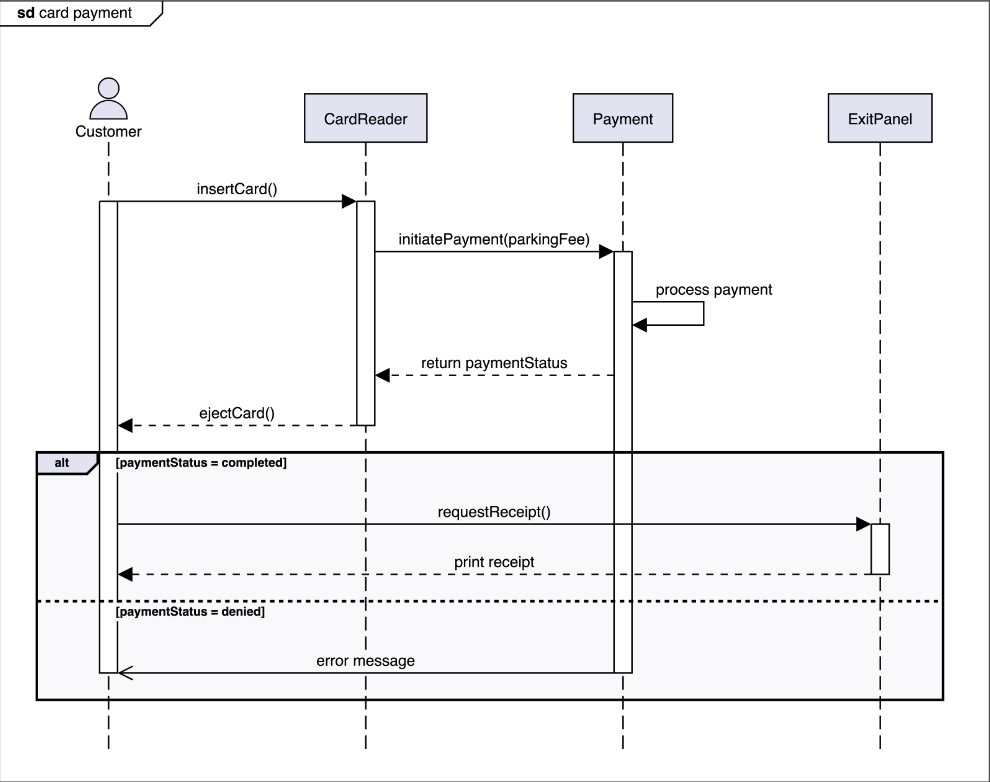 sd card payment
Customer
CardReader
Payment
ExitPanel
insertCard()
initiatePayment(parkingFee)
process payment
return paymentStatus
ejectCard()
alt
[paymentStatus = completed]
requestReceipt()
print receipt
[paymentStatus = denied]
error message